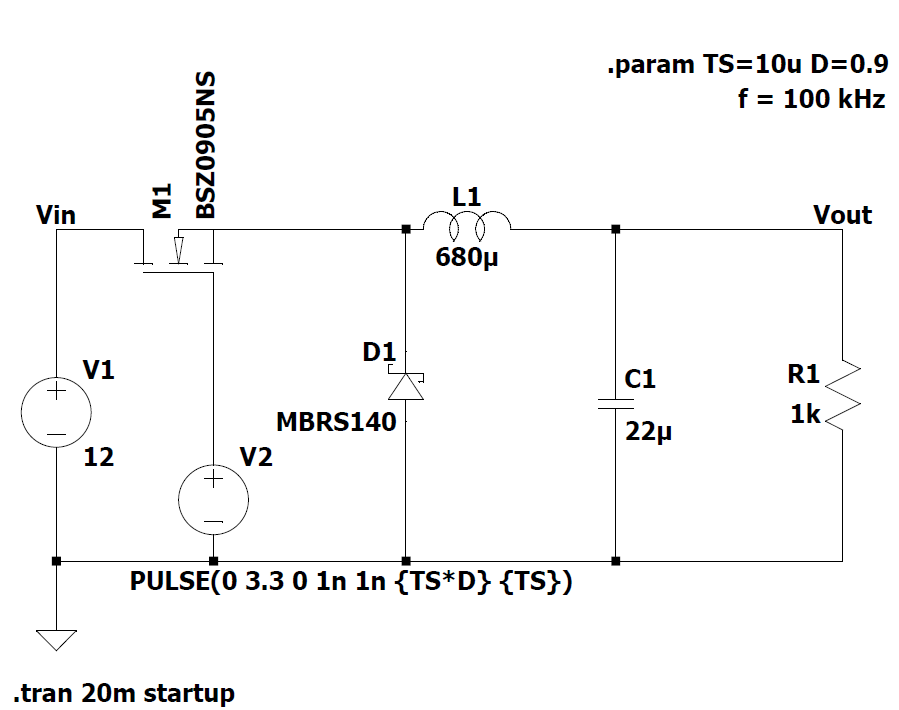 .param TS=10u D=0.9
f = 100 kHz
M1
BSZ0905NS
Vin
L1
680µ
Vout
V1
12
D1
MBRS140
C1
22µ
R1
1k
V2
PULSE(0 3.3 0 1n 1n {TS*D} {TS})
.tran 20m startup